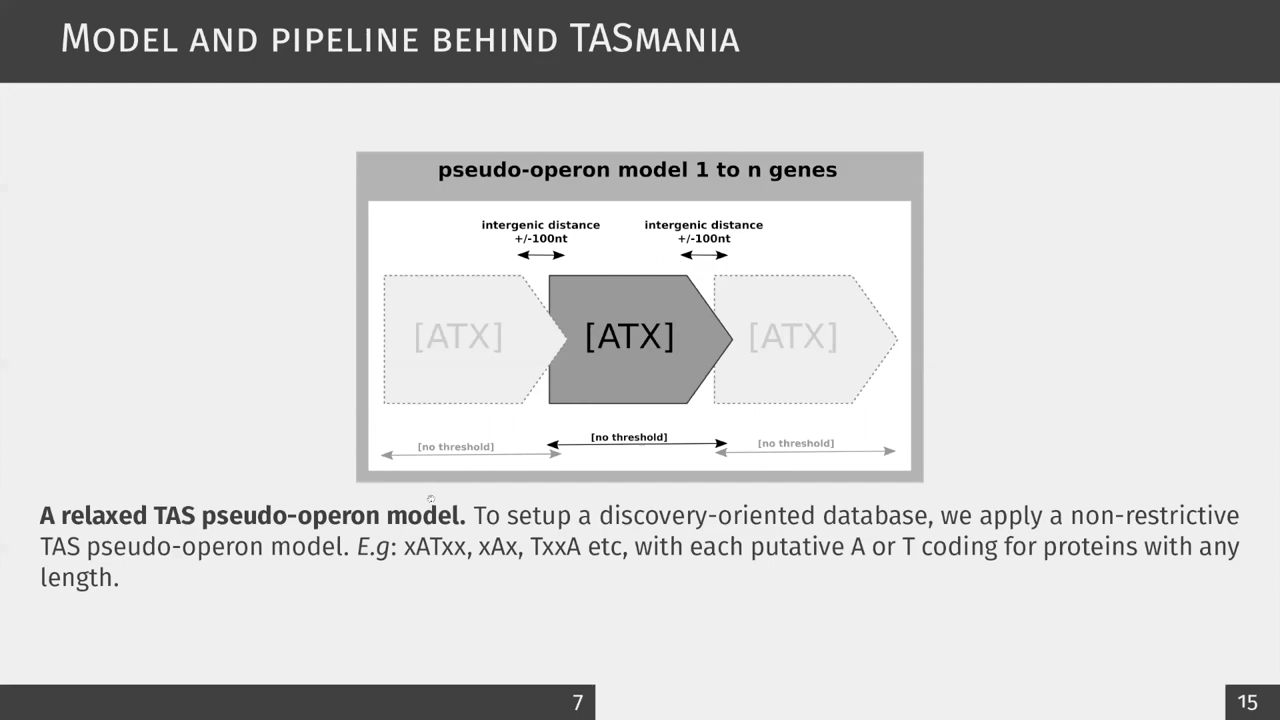 Model and pipeline behind TASmania
pseudo-operon model 1 to n genes
intergenic distance
+/-100nt
intergenic distance
+/-100nt
[ATX]
[ATX]
[ATX]
[no threshold]
[no threshold]
[no threshold]
A relaxed TAS pseudo-operon model. To setup a discovery-oriented database, we apply a non-restrictive
TAS pseudo-operon model. E.g: xATxx, xAx, TxxA etc, with each putative A or T coding for proteins with any
length.
7
15